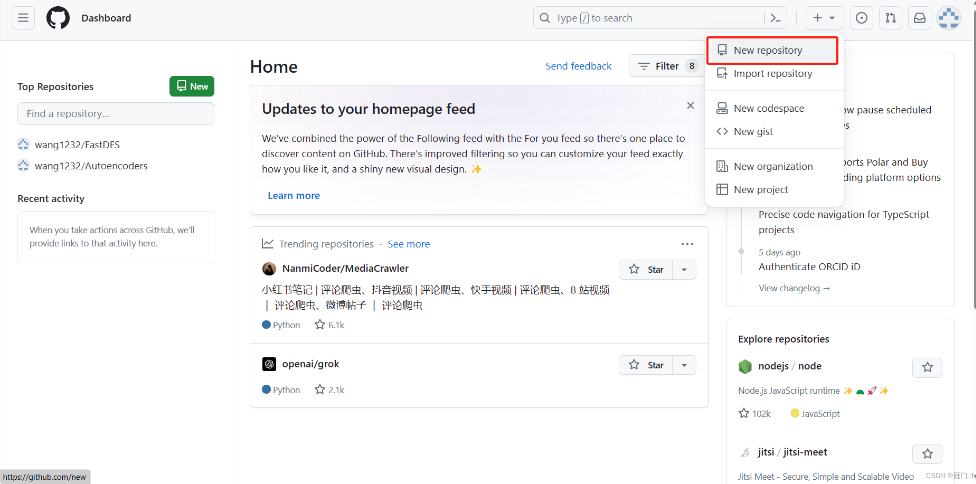 Dashboard
Type / to search
Top Repositories
New
Find a repository...
wang1232/FastDES
wang1232/Autoencoders
Recent activity
When you take actions across GitHub, we'll
provide links to that activity here.
Home
Send feedback
Filter 8
Updates to your homepage feed
We've combined the power of the Following feed with the For you feed so there's one place to
discover content on GitHub. There's improved filtering so you can customize your feed exactly
how you like it, and a shiny new visual design. ✨
Learn more
Trending repositories · See more
NanmiCoder/MediaCrawler
Star
小红书笔记 | 评论爬虫、抖音视频 | 评论爬虫、快手视频 | 评论爬虫、B 站视频
| 评论爬虫、微博帖子 | 评论爬虫
Python 6.1k
openai/grok
Star
Python 2.1k
New repository
Import repository
New codespace
New gist
New organization
New project
ow pause scheduled
es
ports Polar and Buy
ding platform options
Precise code navigation for TypeScript
projects
5 days ago
Authenticate ORCID iD
View changelog →
Explore repositories
nodejs / node
Node.js JavaScript runtime ✨🐢🚀✨
102k JavaScript
jitsi / jitsi-meet
Jitsi Meet - Secure, Simple and Scalable Video
https://github.com/new